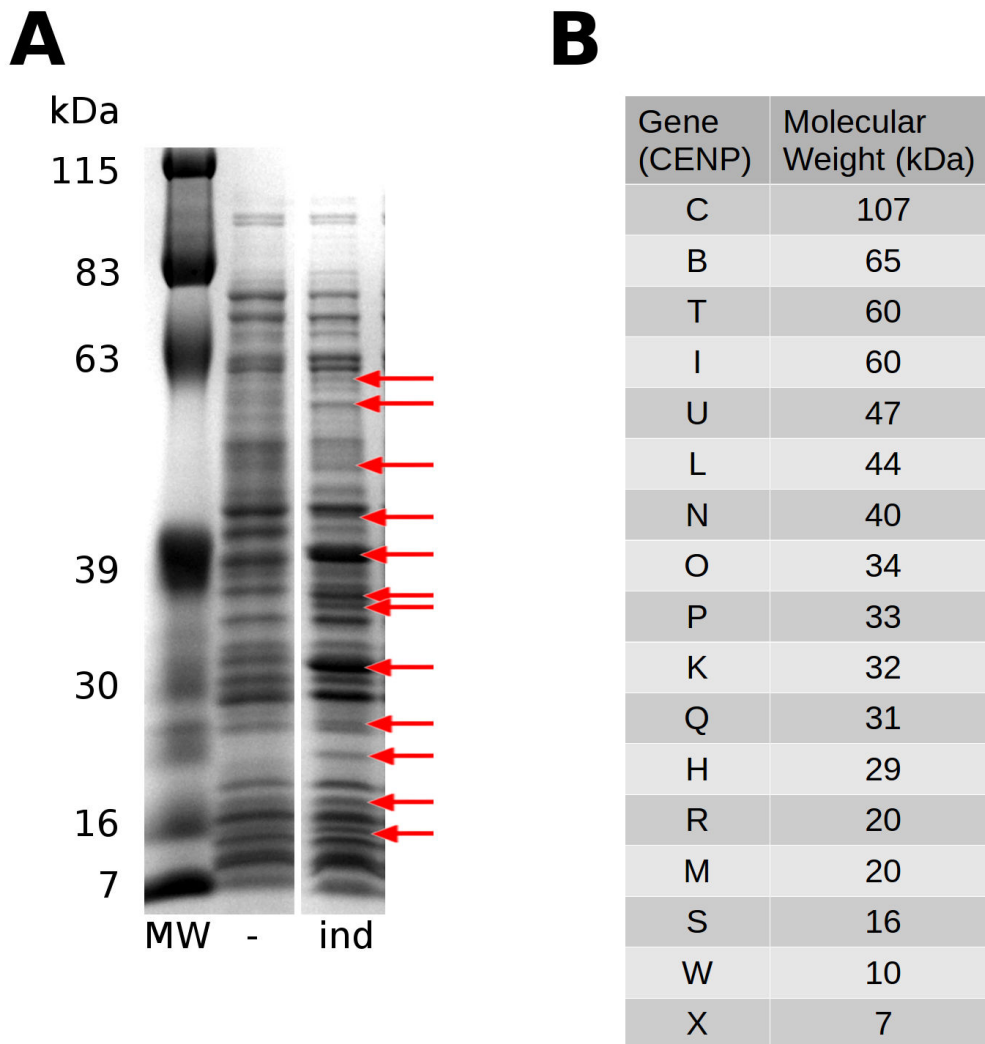 A
kDa
115
83
63
39
30
16
7
MW - ind
B
Gene (CENP) Molecular Weight (kDa)
C 107
B 65
T 60
I 60
U 47
L 44
N 40
O 34
P 33
K 32
Q 31
H 29
R 20
M 20
S 16
W 10
X 7